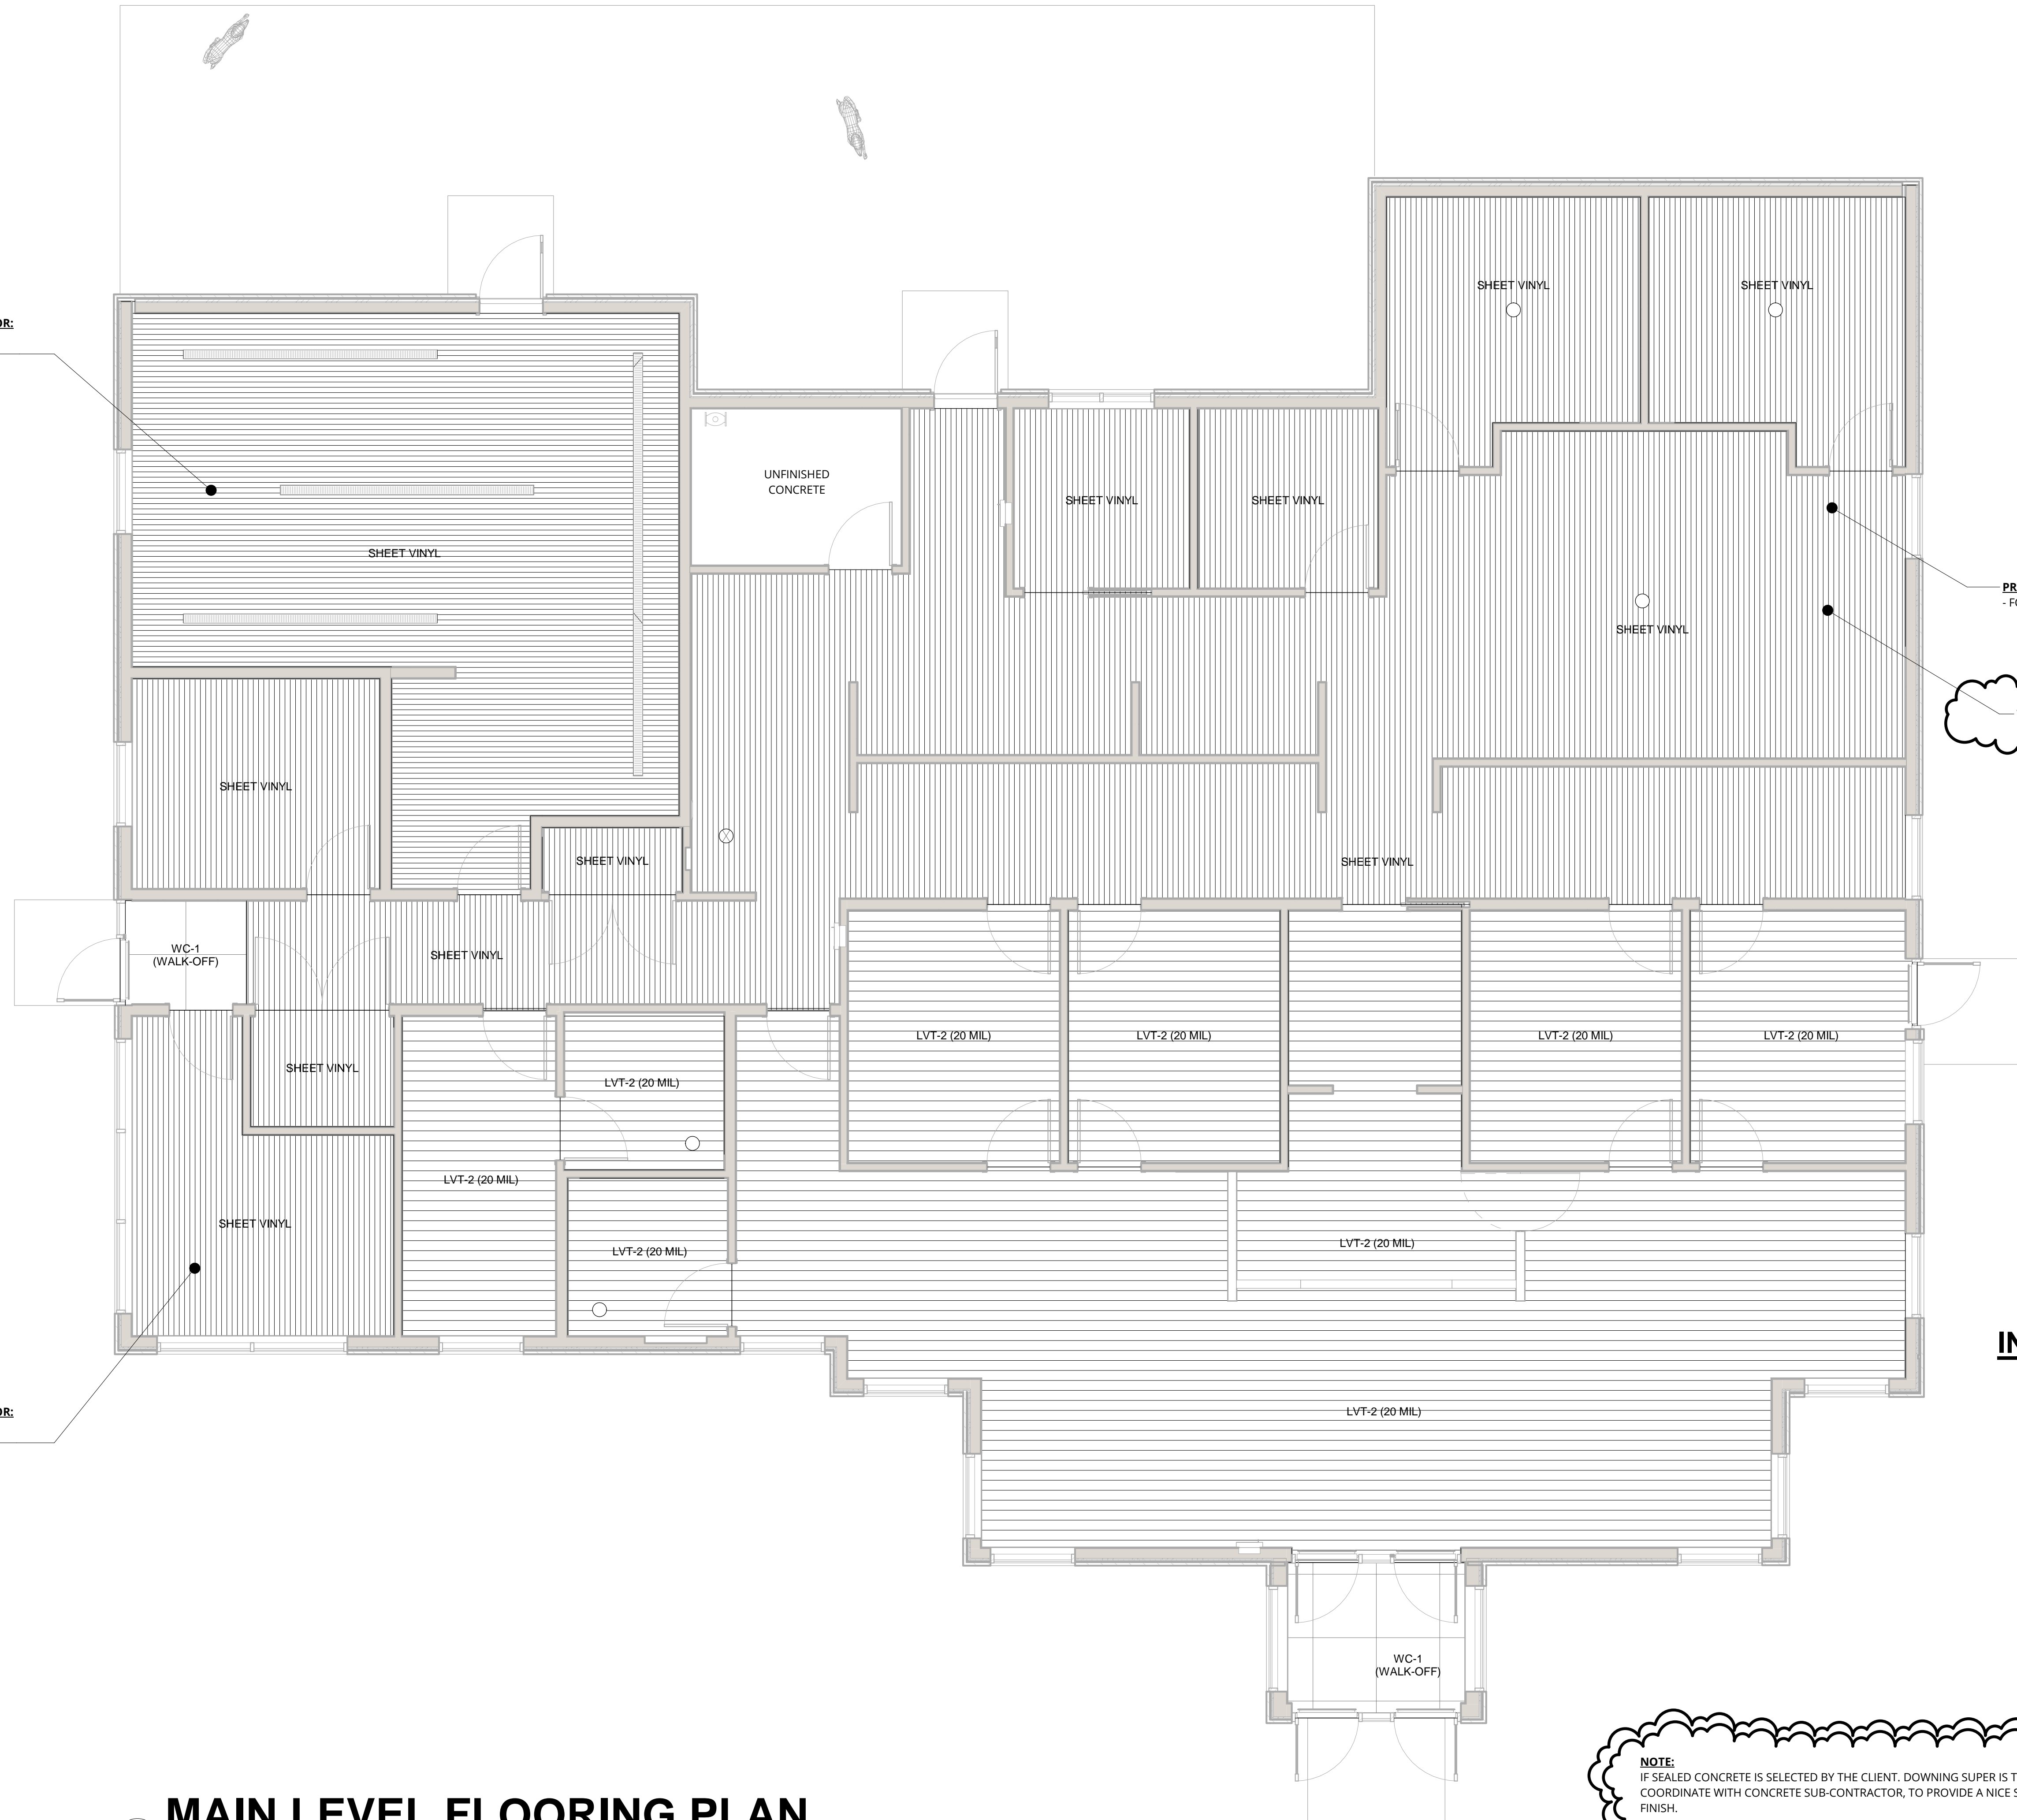 SHEET VINYL
SHEET VINYL
OR:
UNFINISHED
CONCRETE
SHEET VINYL
SHEET VINYL
SHEET VINYL
PR
- FO
SHEET VINYL
SHEET VINYL
SHEET VINYL
SHEET VINYL
WC-1
(WALK-OFF)
SHEET VINYL
LVT-2 (20 MIL)
LVT-2 (20 MIL)
LVT-2 (20 MIL)
LVT-2 (20 MIL)
SHEET VINYL
LVT-2 (20 MIL)
LVT-2 (20 MIL)
SHEET VINYL
LVT-2 (20 MIL)
LVT-2 (20 MIL)
IN
OR:
LVT-2 (20 MIL)
WC-1
(WALK-OFF)
NOTE:
IF SEALED CONCRETE IS SELECTED BY THE CLIENT. DOWNING SUPER IS T
COORDINATE WITH CONCRETE SUB-CONTRACTOR, TO PROVIDE A NICE S
FINISH.
MAIN LEVEL FLOORING PLAN